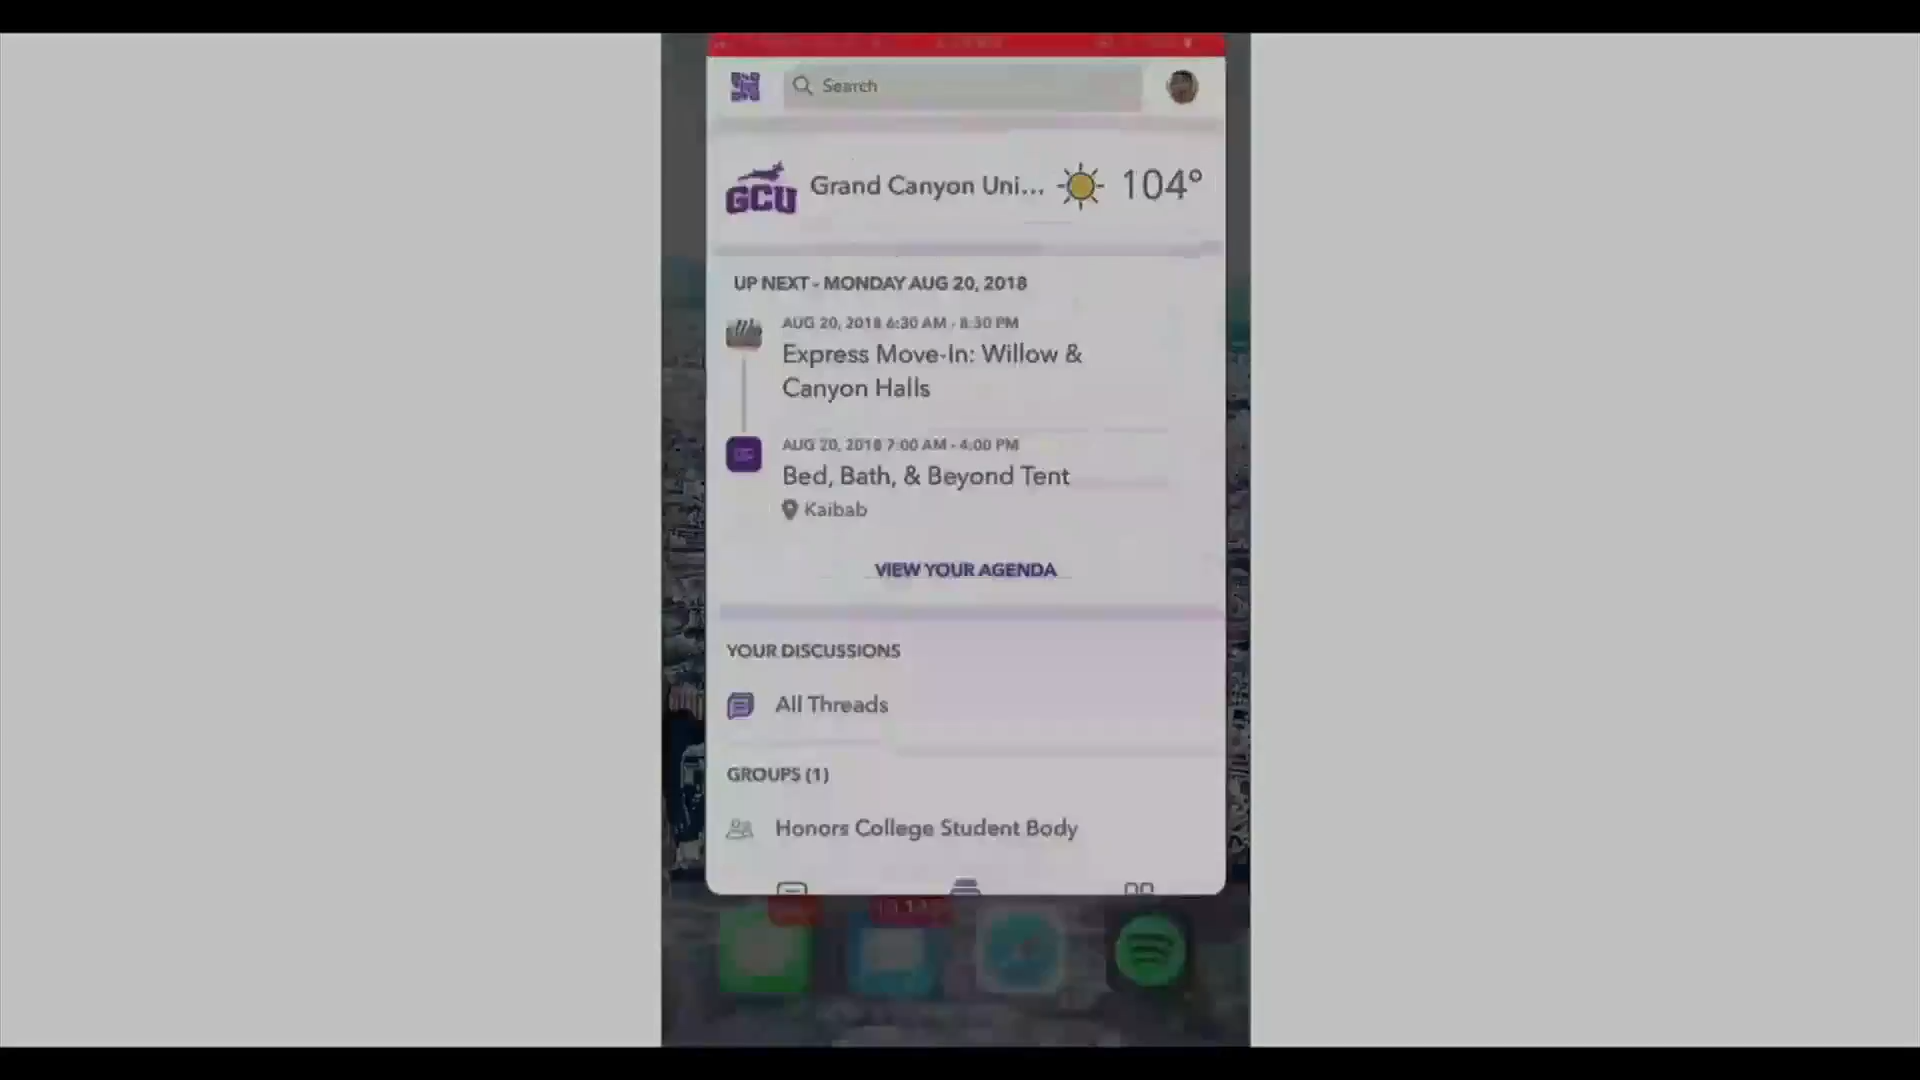 Search
GCU
Grand Canyon Uni...
104°
UP NEXT - MONDAY AUG 20, 2018
AUG 20, 2018 6:30 AM - 8:30 PM
Express Move-In: Willow &
Canyon Halls
AUG 20, 2018 7:00 AM - 4:00 PM
Bed, Bath, & Beyond Tent
Kaibab
VIEW YOUR AGENDA
YOUR DISCUSSIONS
All Threads
GROUPS (1)
Honors College Student Body